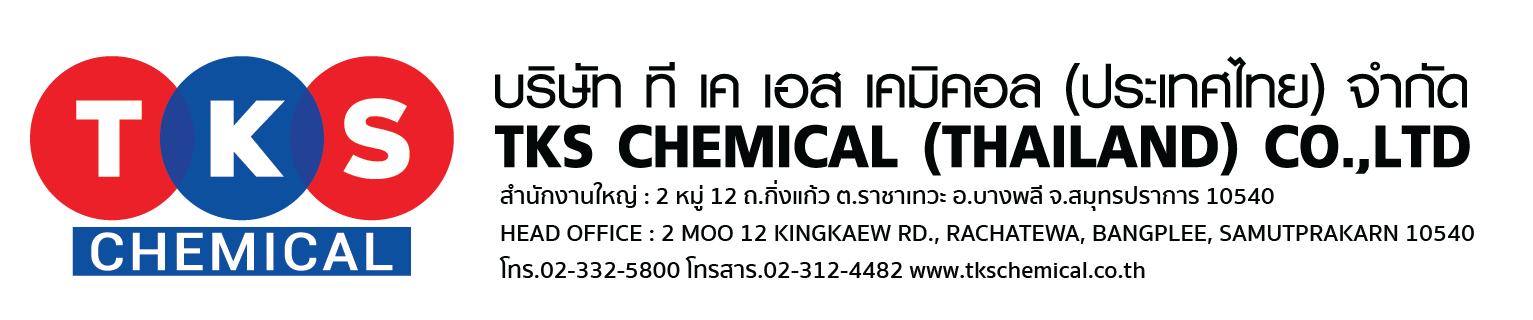 TKS
CHEMICAL
บริษัท ที เค เอส เคมิคอล (ประเทศไทย) จำกัด
TKS CHEMICAL (THAILAND) CO.,LTD
สำนักงานใหญ่ : 2 หมู่ 12 ถ.กิ่งแก้ว ต.ราชาเทวะ อ.บางพลี จ.สมุทรปราการ 10540
HEAD OFFICE : 2 MOO 12 KINGKAEW RD., RACHATEWA, BANGPLEE, SAMUTPRAKARN 10540
โทร.02-332-5800 โทรสาร.02-312-4482 www.tkschemical.co.th